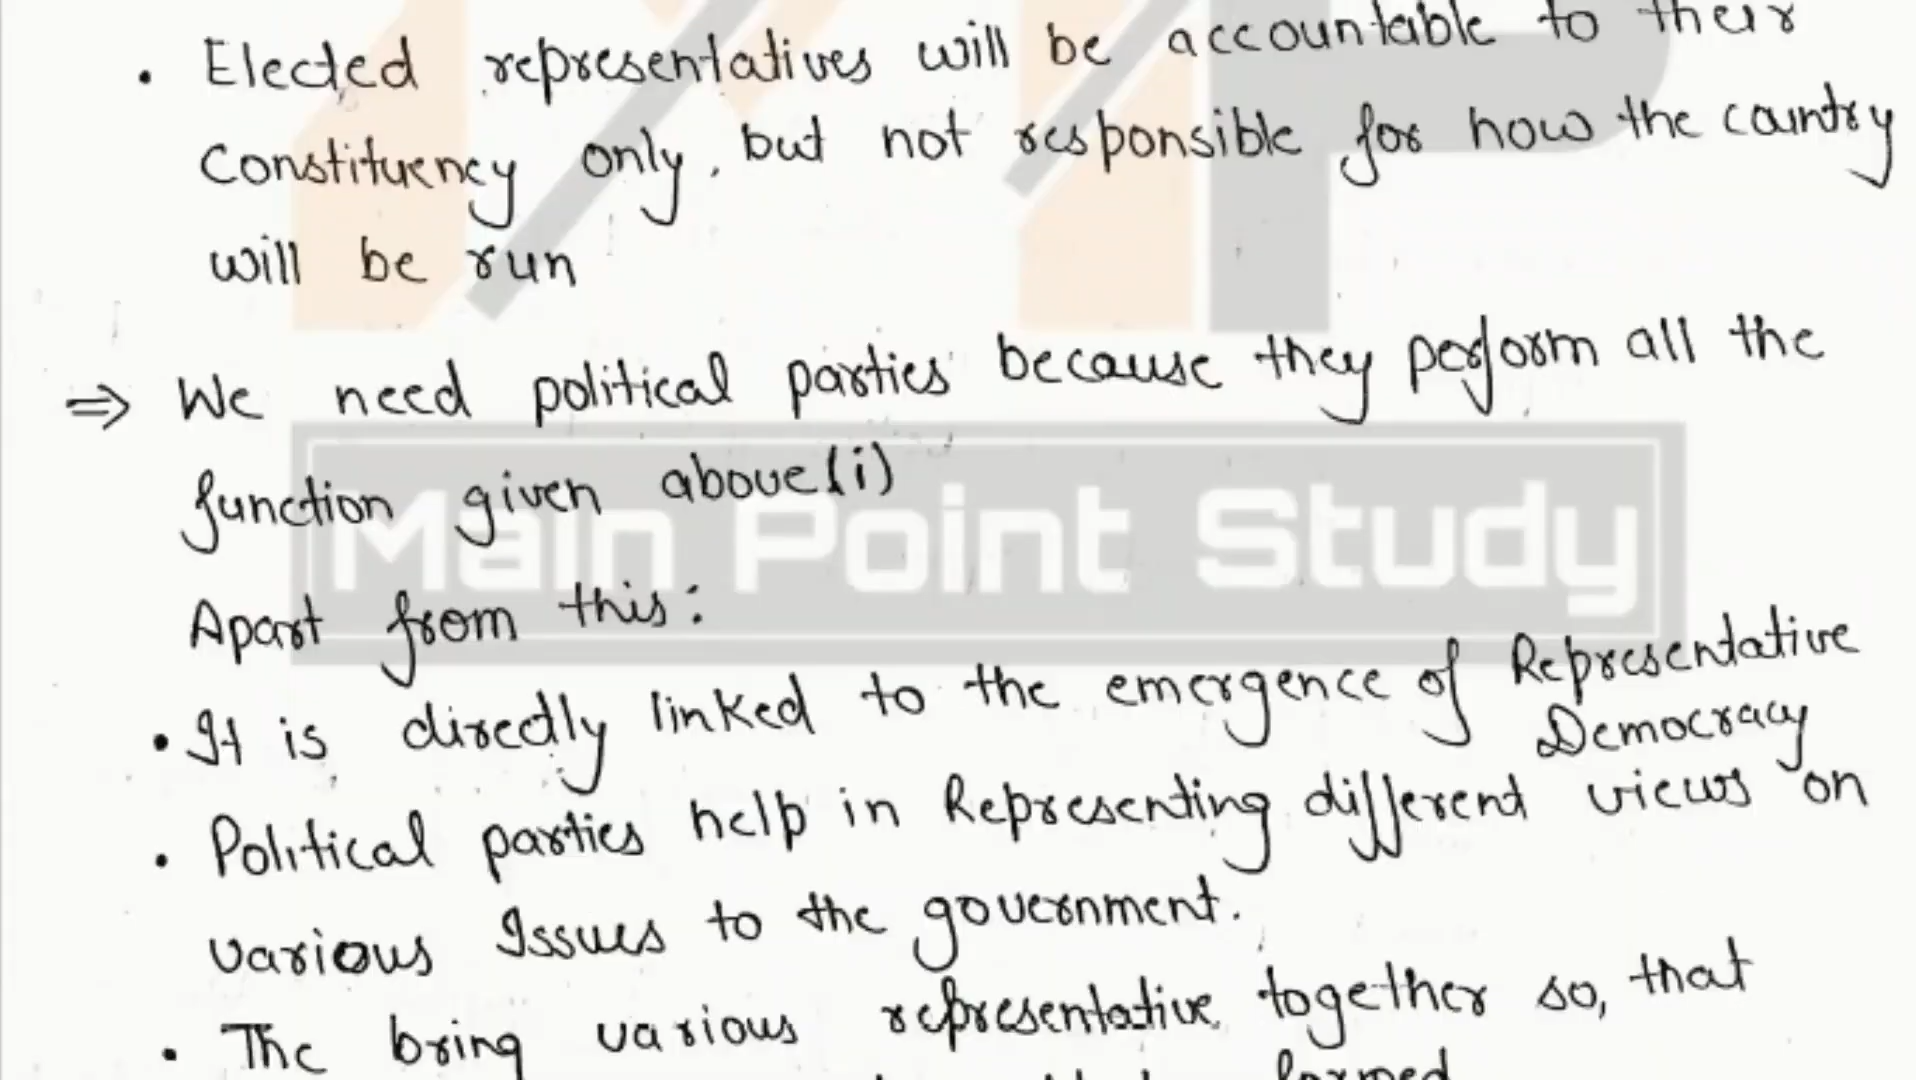 • Elected representatives will be accountable to their
Constituency only, but not responsible for how the country
will be run
⇒ We need political parties because they perform all the
function given above(i)
Main Point Study
Apart from this:
• It is directly linked to the emergence of Representative
Democracy
• Political parties help in Representing different views on
various Issues to the government.
• The bring various representative together so, that
formed